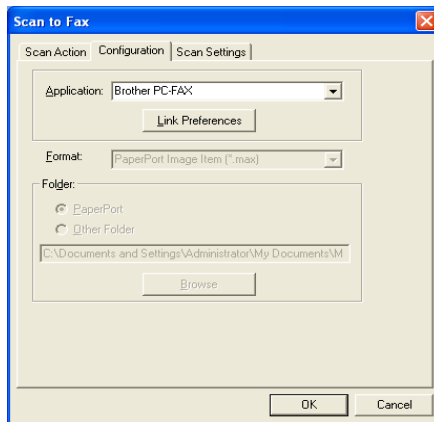 Scan to Fax
Scan Action Configuration Scan Settings
Application: Brother PC-FAX
Link Preferences
Format: PaperPort Image Item (*.max)
Folder:
PaperPort
Other Folder
C:\Documents and Settings\Administrator\My Documents\M
Browse
OK Cancel